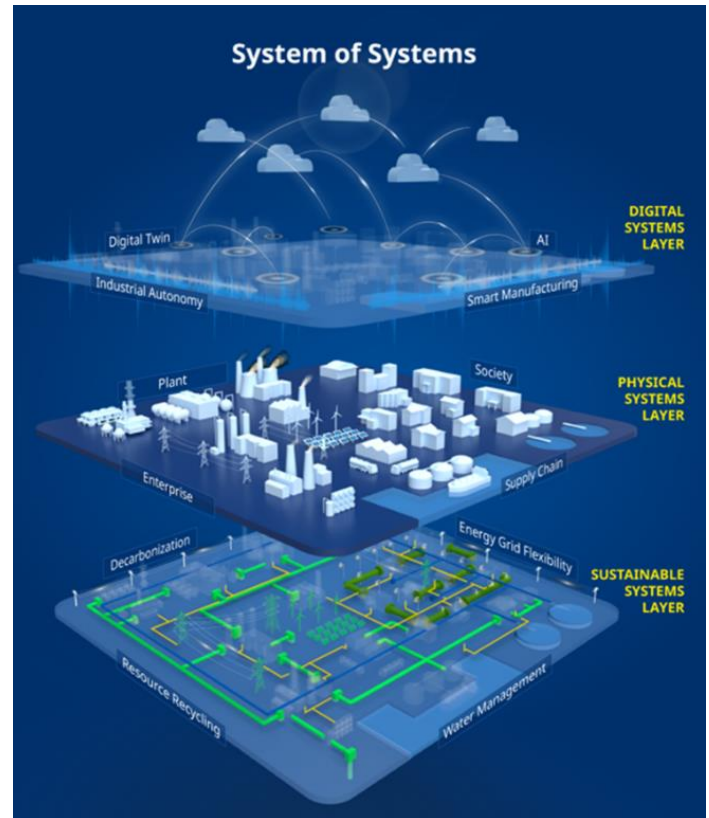 System of Systems
Digital Twin
AI
Industrial Autonomy
Smart Manufacturing
DIGITAL
SYSTEMS
LAYER
Plant
Society
Enterprise
Supply Chain
PHYSICAL
SYSTEMS
LAYER
Decarbonization
Energy Grid Flexibility
Resource Recycling
Water Management
SUSTAINABLE
SYSTEMS
LAYER